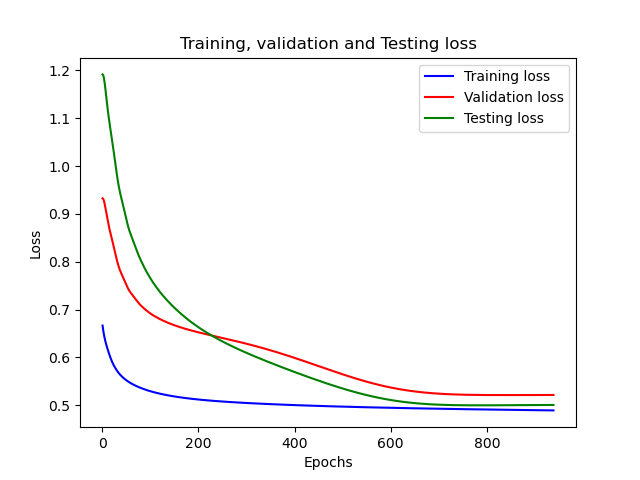 Training, validation and Testing loss
Training loss
Validation loss
Testing loss
Loss
1.2
1.1
1.0
0.9
0.8
0.7
0.6
0.5
0 200 400 600 800
Epochs